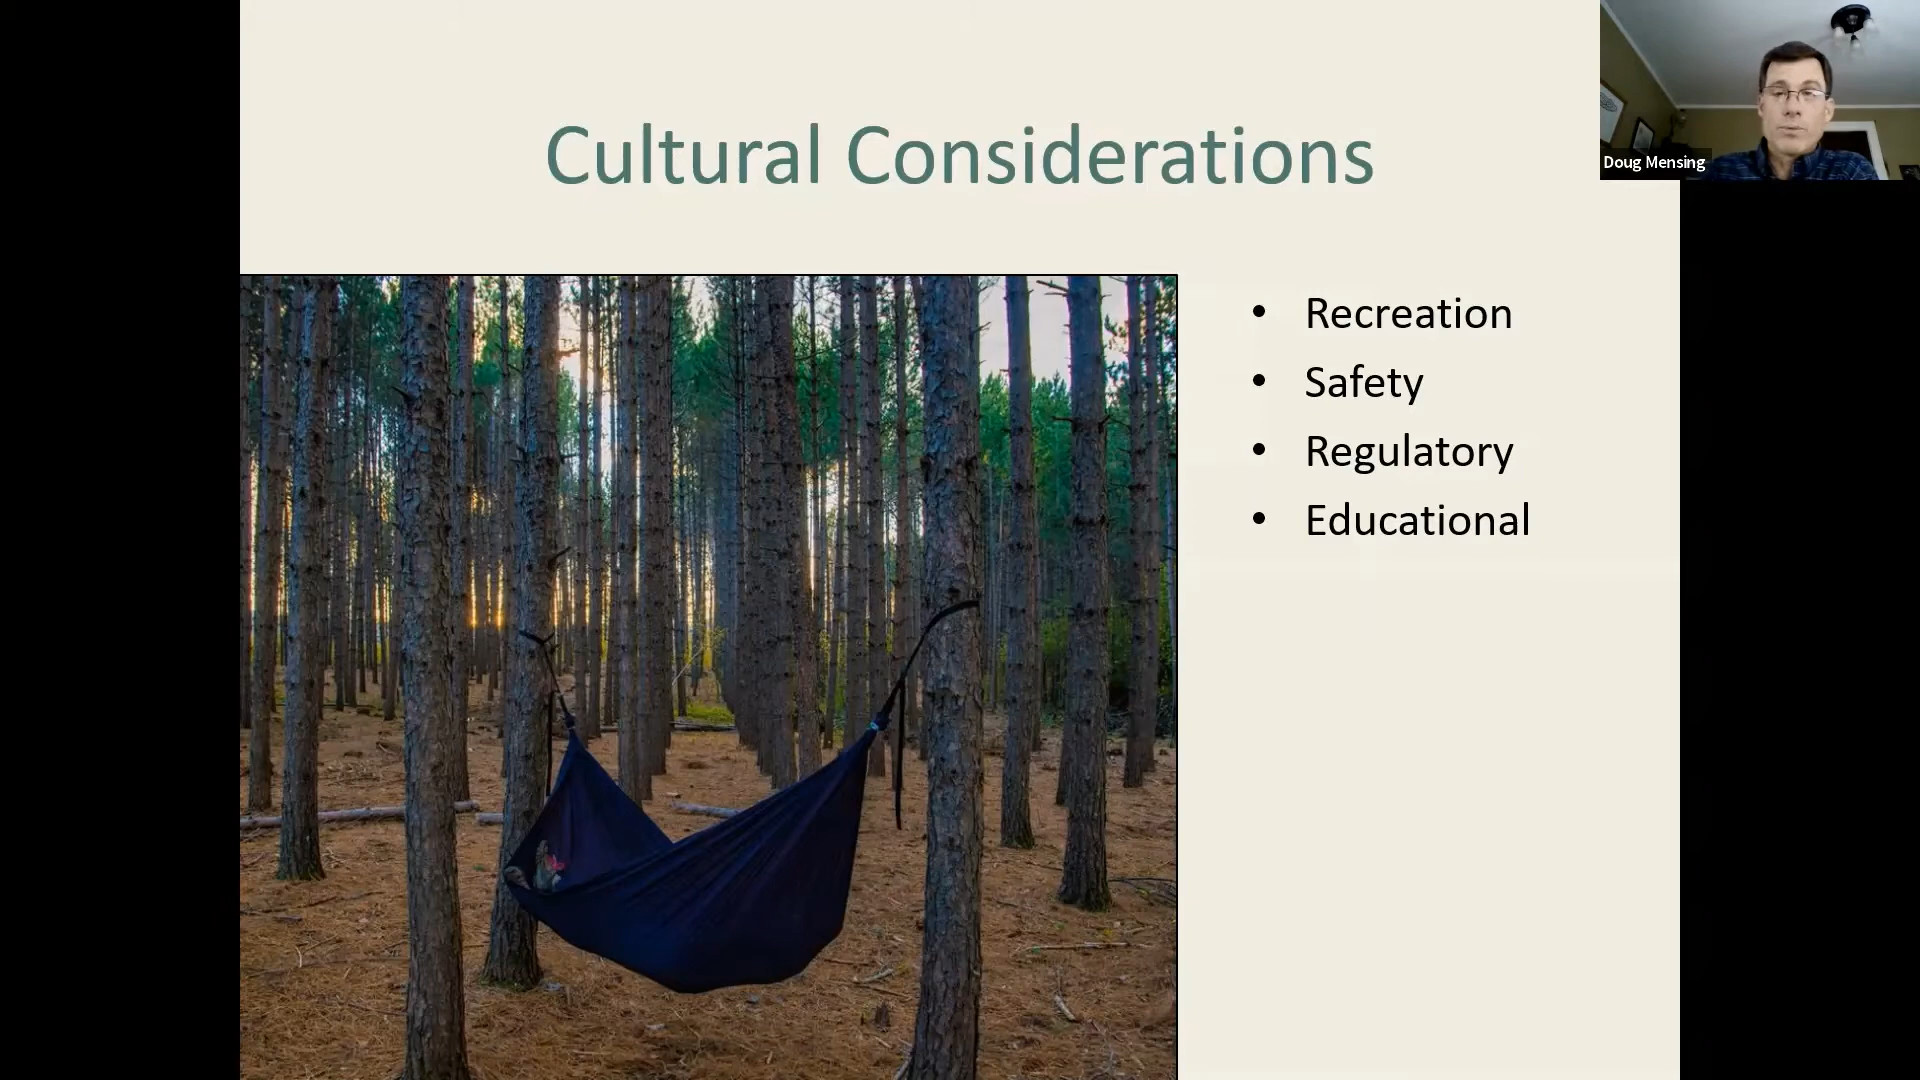 Cultural Considerations
Doug Mensing
• Recreation
• Safety
• Regulatory
• Educational